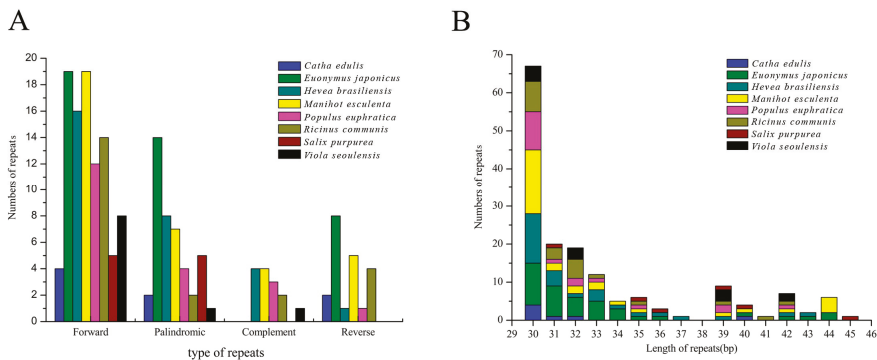 A
Numbers of repeats
20
18
16
14
12
10
8
6
4
2
0
Forward Palindromic Complement Reverse
type of repeats
Catha edulis
Euonymus japonicus
Hevea brasiliensis
Manihot esculenta
Populus euphratica
Ricinus communis
Salix purpurea
Viola seoulensis
B
Numbers of repeats
70
60
50
40
30
20
10
0
29 30 31 32 33 34 35 36 37 38 39 40 41 42 43 44 45 46
Length of repeats(bp)
Catha edulis
Euonymus japonicus
Hevea brasiliensis
Manihot esculenta
Populus euphratica
Ricinus communis
Salix purpurea
Viola seoulensis